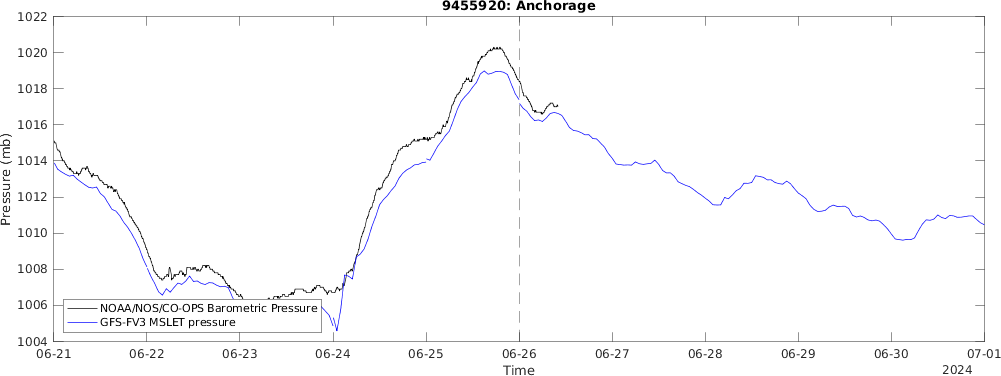 9455920: Anchorage
Pressure (mb)
1022
1020
1018
1016
1014
1012
1010
1008
1006
1004
NOAA/NOS/CO-OPS Barometric Pressure
GFS-FV3 MSLET pressure
06-21 06-22 06-23 06-24 06-25 06-26 06-27 06-28 06-29 06-30 07-01
Time
2024